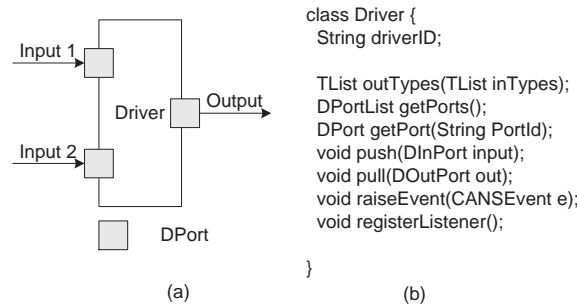 Input 1
Input 2
Driver
Output
DPort
(a)
class Driver {
String driverID;
TList outTypes(TList inTypes);
DPortList getPorts();
DPort getPort(String PortId);
void push(DInPort input);
void pull(DOutPort out);
void raiseEvent(CANSEvent e);
void registerListener();
}
(b)